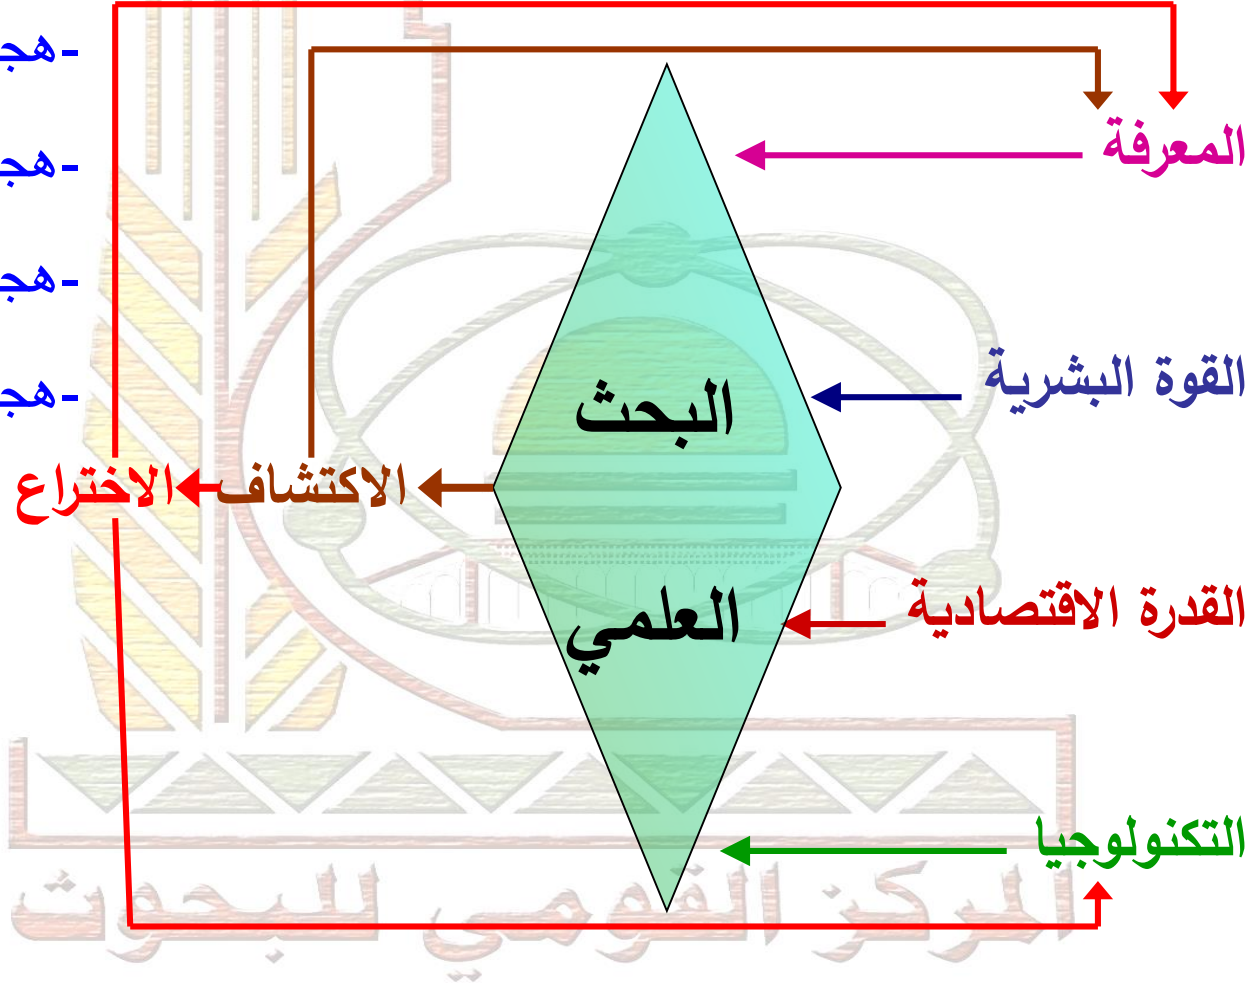 المعرفة
القوة البشرية
القدرة الاقتصادية
التكنولوجيا
البحث
العلمي
الاكتشاف
الاختراع
-هج
-هج
-هج
-هج
المركز القومي للبحوث